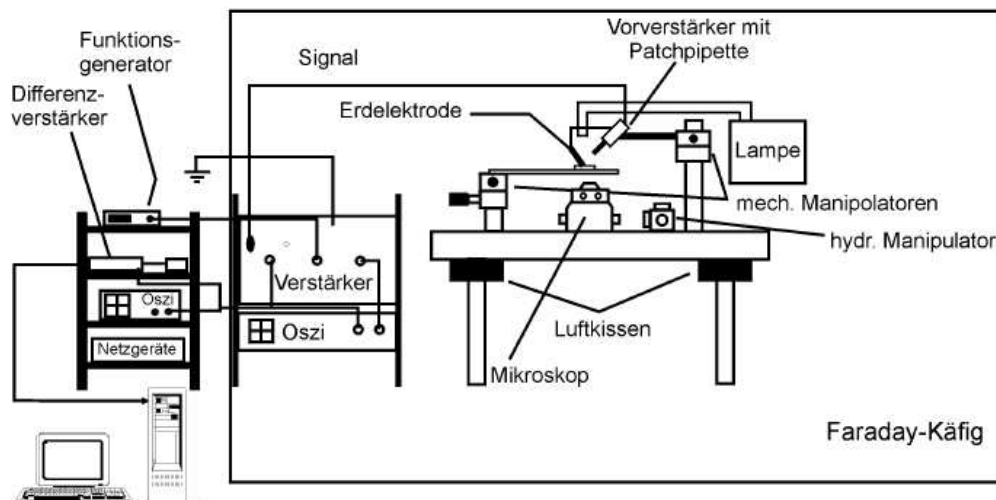 Funktions-
generator
Differenz-
verstärker
Signal
Vorverstärker mit
Patchpipette
Erdelektrode
Lampe
mech. Manipolatoren
hydr. Manipulator
Verstärker
Oszi
Oszi
Netzgeräte
Luftkissen
Mikroskop
Faraday-Käfig